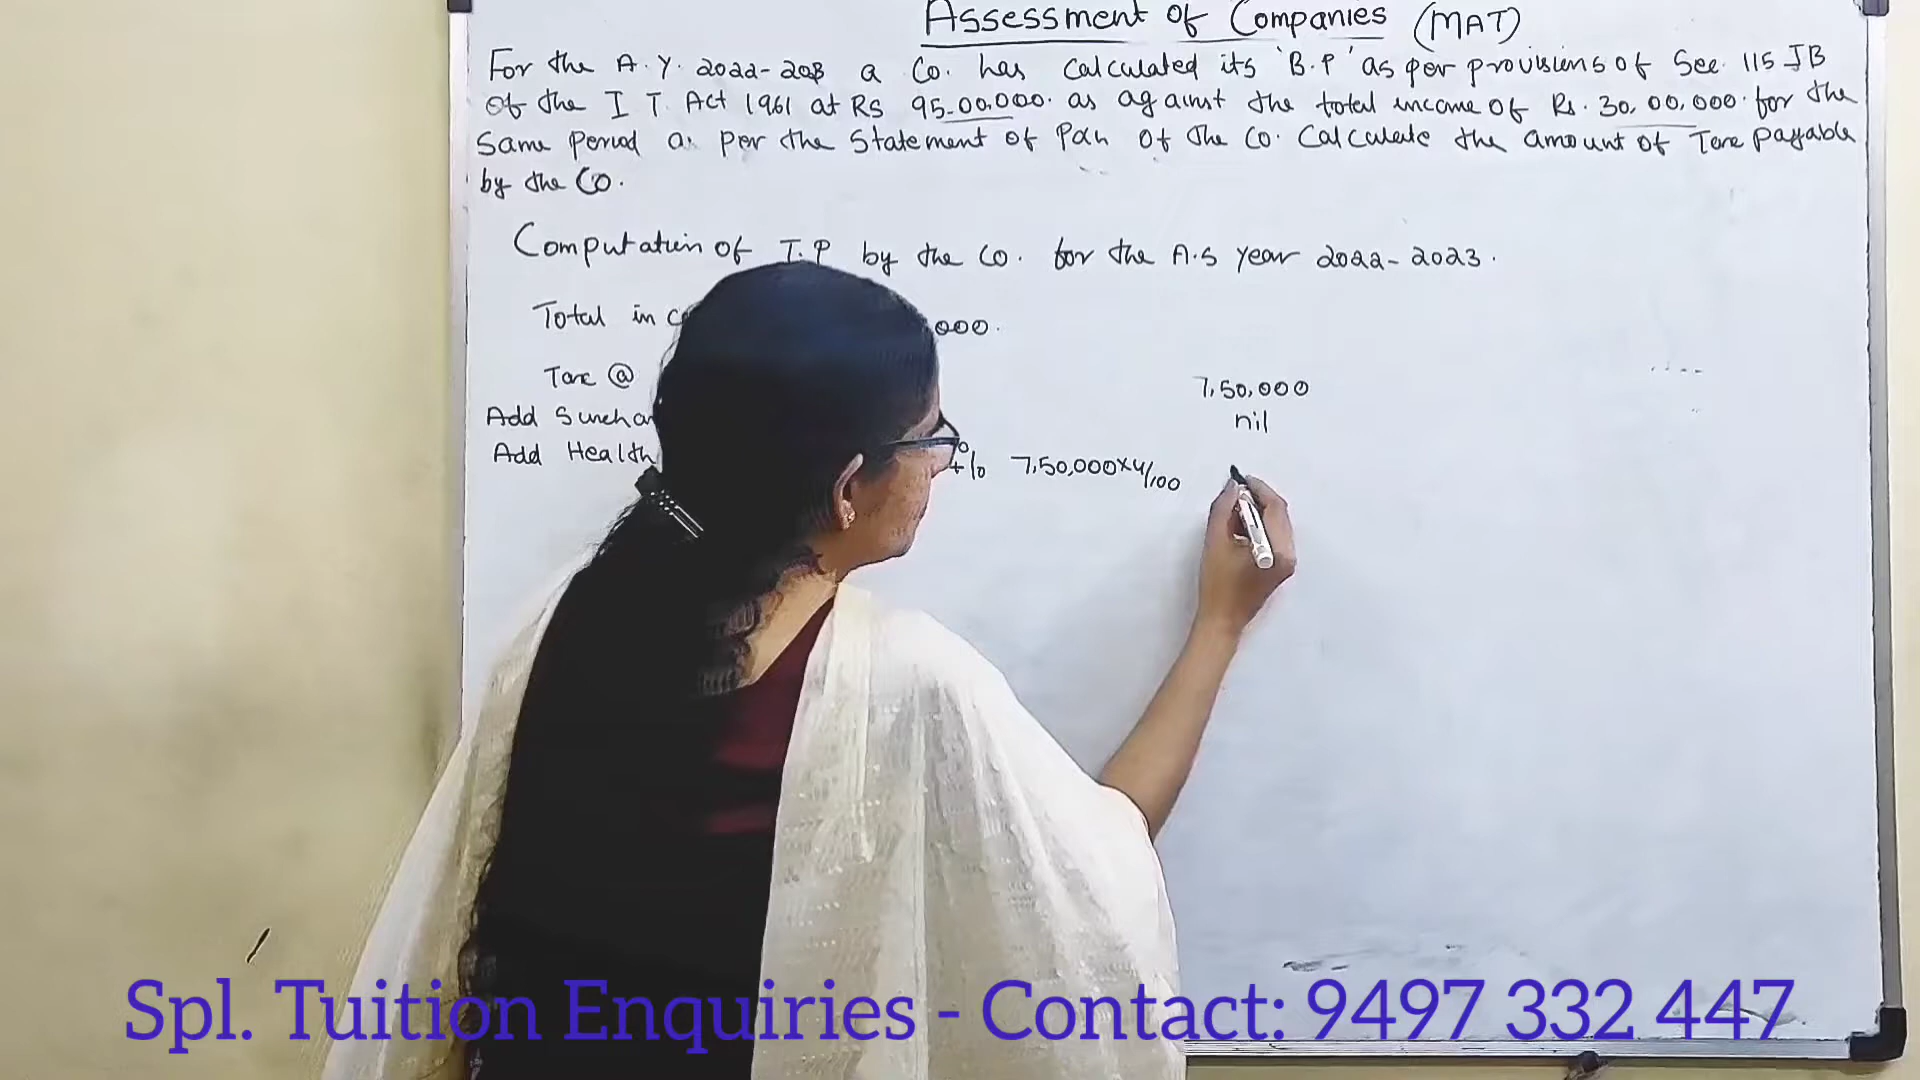 Assessment of Companies (MAT)
For the A.Y. 2022-203 a Co. has calculated its 'B.P' as per provisions of Sec. 115 JB
of the I T. Act 1961 at Rs 95,00,000. as against the total income of Rs. 30,00,000. for the
Same period as per the Statement of P&L of the Co. Calculate the amount of Tax payable
by the Co.
Computation of T.P by the Co. for the A.S year 2022-2023.
Total in 000.
Tax @ 7,50,000
Add nil
Add Health % 7,50,000x4/100
Spl. Tuition Enquiries - Contact: 9497 332 447